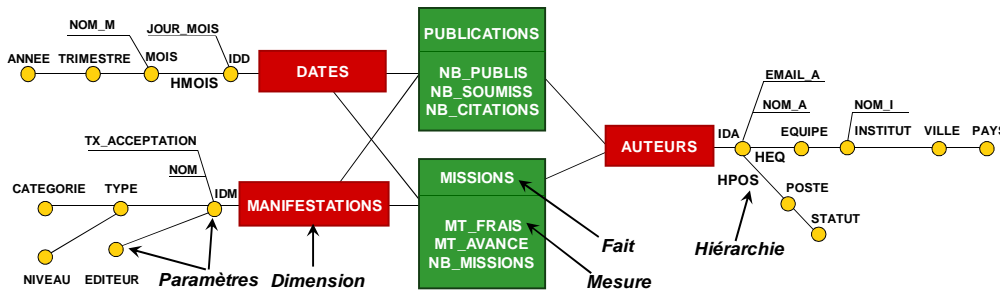 NOM_M
JOUR_MOIS
ANNEE
TRIMESTRE
MOIS
IDD
HMOIS
DATES
PUBLICATIONS
NB_PUBLIS
NB_SOUMISS
NB_CITATIONS
EMAIL_A
NOM_A
NOM_I
IDA
EQUIPE
INSTITUT
VILLE
PAYS
HEQ
AUTEURS
HPOS
POSTE
STATUT
TX_ACCEPTATION
NOM
CATEGORIE
TYPE
IDM
MANIFESTATIONS
NIVEAU
EDITEUR
MISSIONS
MT_FRAIS
MT_AVANCE
NB_MISSIONS
Paramètres
Dimension
Fait
Mesure
Hiérarchie